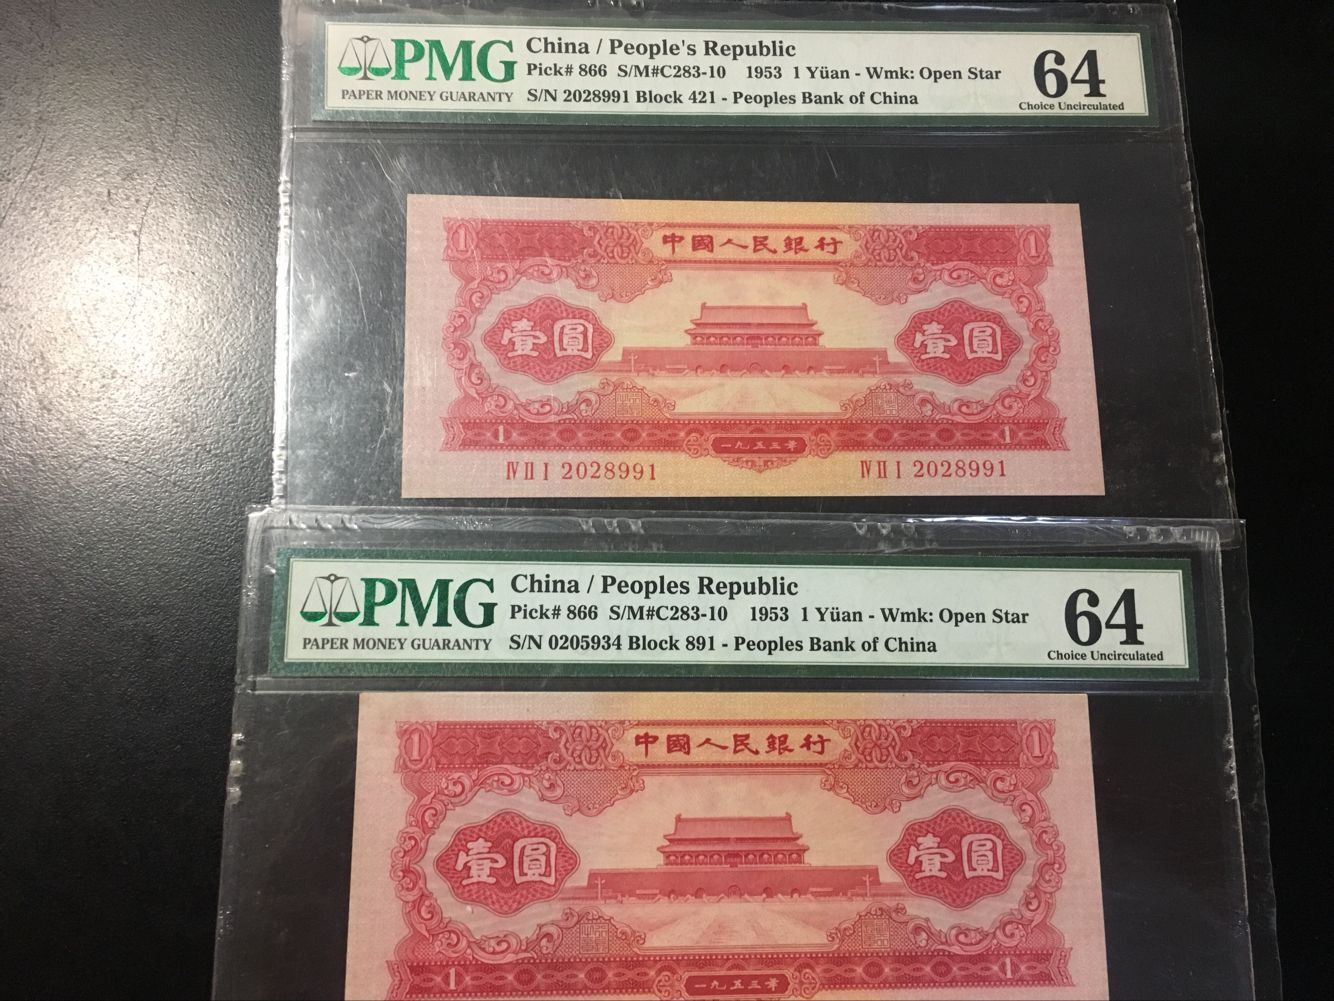 PMG
PAPER MONEY GUARANTY
China / People's Republic
Pick# 866 S/M#C283-10 1953 1 Yüan - Wmk: Open Star
S/N 2028991 Block 421 - Peoples Bank of China
64
Choice Uncirculated
1 中國人民銀行 1
壹圓 壹圓
1 一九五三年 1
IV II I 2028991 IV II I 2028991
PMG
PAPER MONEY GUARANTY
China / Peoples Republic
Pick# 866 S/M#C283-10 1953 1 Yüan - Wmk: Open Star
S/N 0205934 Block 891 - Peoples Bank of China
64
Choice Uncirculated
1 中國人民銀行 1
壹圓 壹圓
1 一九五三年 1